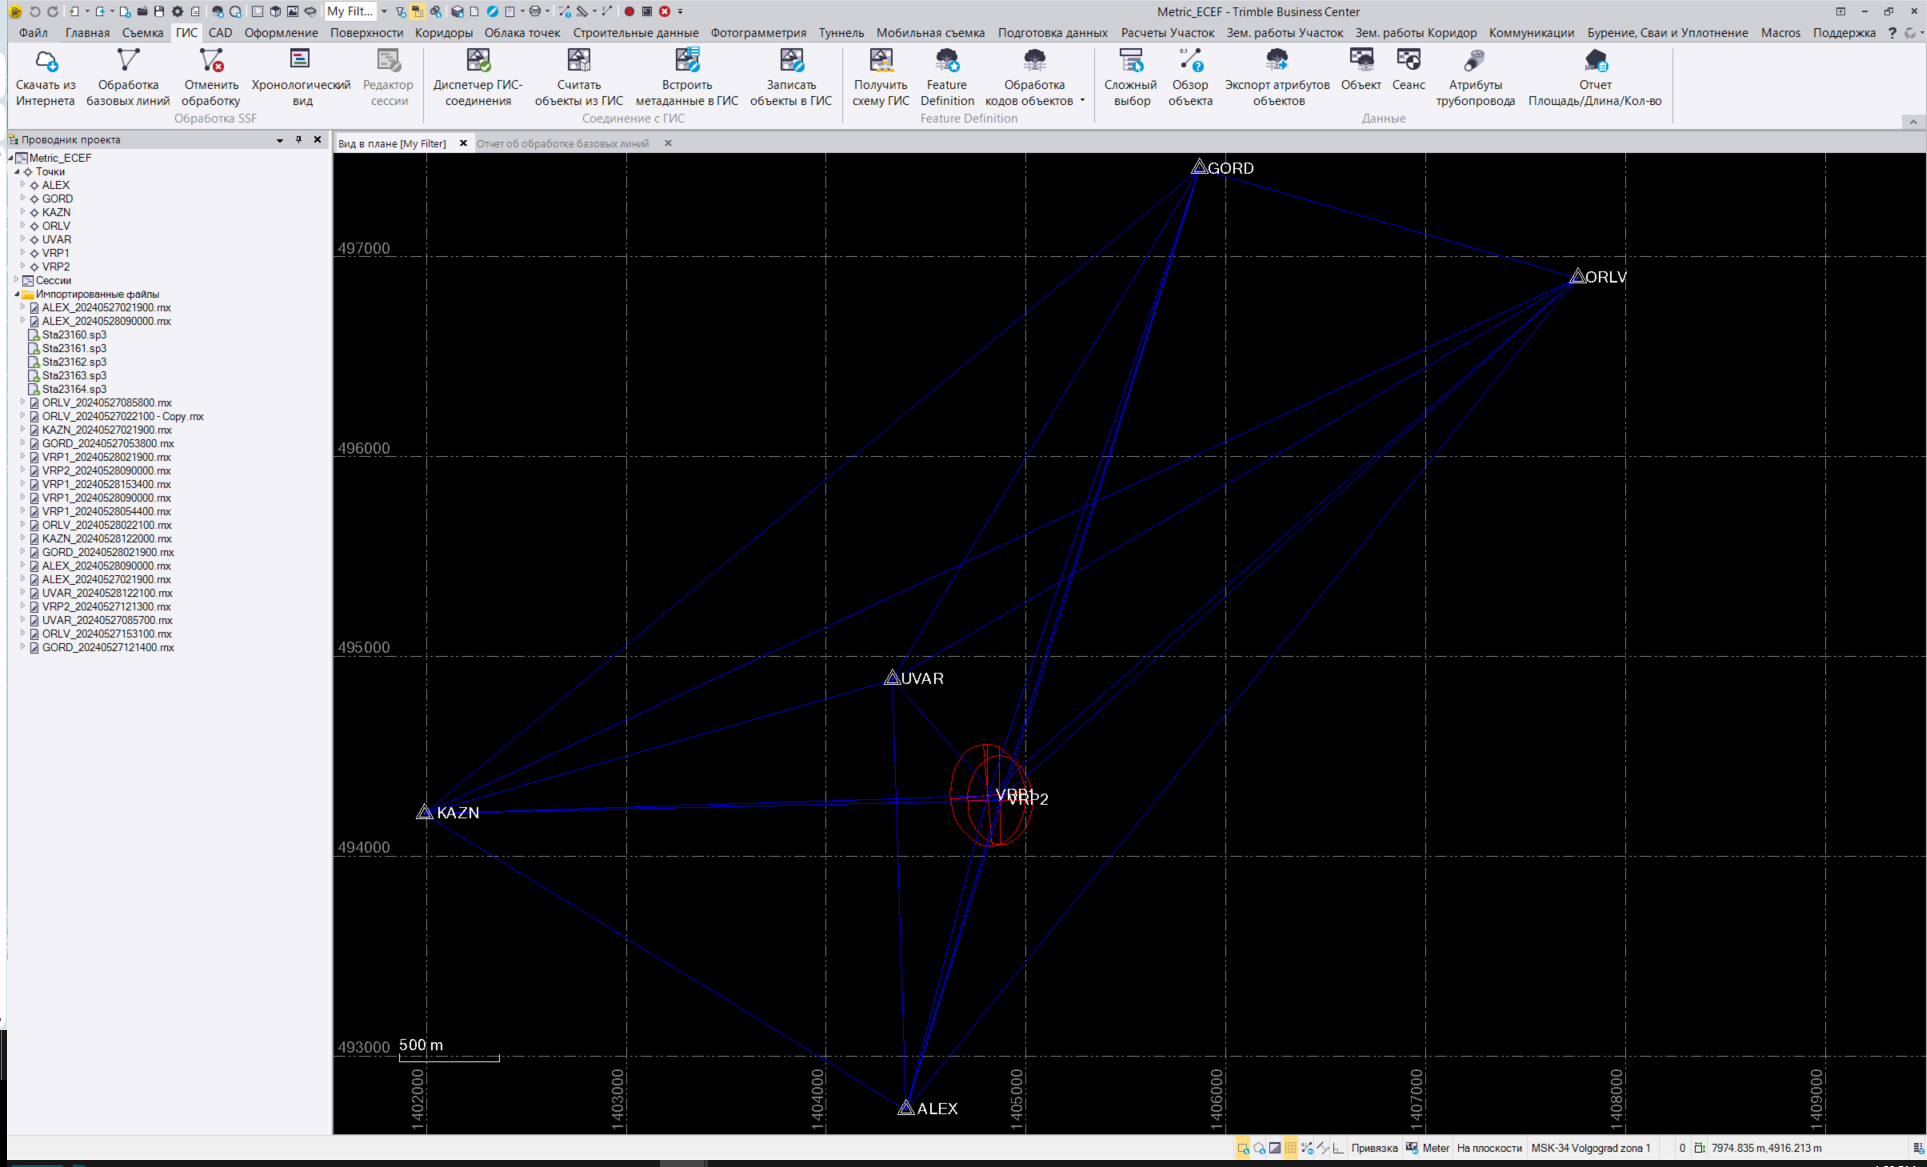 My Filt...
Metric_ECEF - Trimble Business Center
Файл Главная Съемка ГИС CAD Оформление Поверхности Коридоры Облака точек Строительные данные Фотограмметрия Туннель Мобильная съемка Подготовка данных Расчеты Участок Зем. работы Участок Зем. работы Коридор Коммуникации Бурение, Сваи и Уплотнение Macros Поддержка
Скачать из Интернета
Обработка базовых линий
Отменить обработку
Хронологический вид
Редактор сессии
Диспетчер ГИС-соединения
Считать объекты из ГИС
Встроить метаданные в ГИС
Записать объекты в ГИС
Получить схему ГИС
Feature Definition
Обработка кодов объектов
Сложный выбор
Обзор объекта
Экспорт атрибутов объектов
Объект
Сеанс
Атрибуты трубопровода
Отчет Площадь/Длина/Кол-во
Обработка SSF
Соединение с ГИС
Feature Definition
Данные
Проводник проекта
Вид в плане [My Filter]
Отчет об обработке базовых линий
Metric_ECEF
Точки
ALEX
GORD
KAZN
ORLV
UVAR
VRP1
VRP2
Сессии
Импортированные файлы
ALEX_20240527021900.rnx
ALEX_20240528090000.rnx
Sta23160.sp3
Sta23161.sp3
Sta23162.sp3
Sta23163.sp3
Sta23164.sp3
ORLV_20240527085800.rnx
ORLV_20240527022100 - Copy.rnx
KAZN_20240527021900.rnx
GORD_20240527053800.rnx
VRP1_20240528021900.rnx
VRP2_20240528090000.rnx
VRP1_20240528153400.rnx
VRP1_20240528090000.rnx
VRP1_20240528054400.rnx
ORLV_20240528022100.rnx
KAZN_20240528122000.rnx
GORD_20240528021900.rnx
ALEX_20240528090000.rnx
ALEX_20240527021900.rnx
UVAR_20240528122100.rnx
VRP2_20240527121300.rnx
UVAR_20240527085700.rnx
ORLV_20240527153100.rnx
GORD_20240527121400.rnx
GORD
497000
ORLV
496000
495000
UVAR
VRP1
VRP2
KAZN
494000
493000
500 m
ALEX
1402000
1403000
1404000
1405000
1406000
1407000
1408000
1409000
Привязка Meter На плоскости MSK-34 Volgograd zona 1 0 7974.835 m,4916.213 m